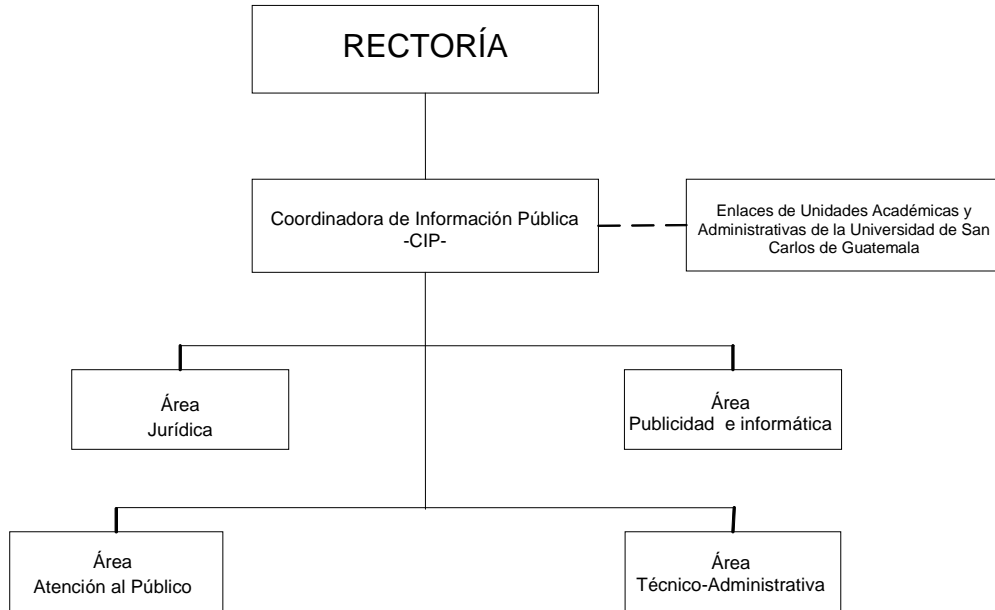 RECTORÍA
Coordinadora de Información Pública
-CIP-
Enlaces de Unidades Académicas y
Administrativas de la Universidad de San
Carlos de Guatemala
Área
Jurídica
Área
Publicidad e informática
Área
Atención al Público
Área
Técnico-Administrativa